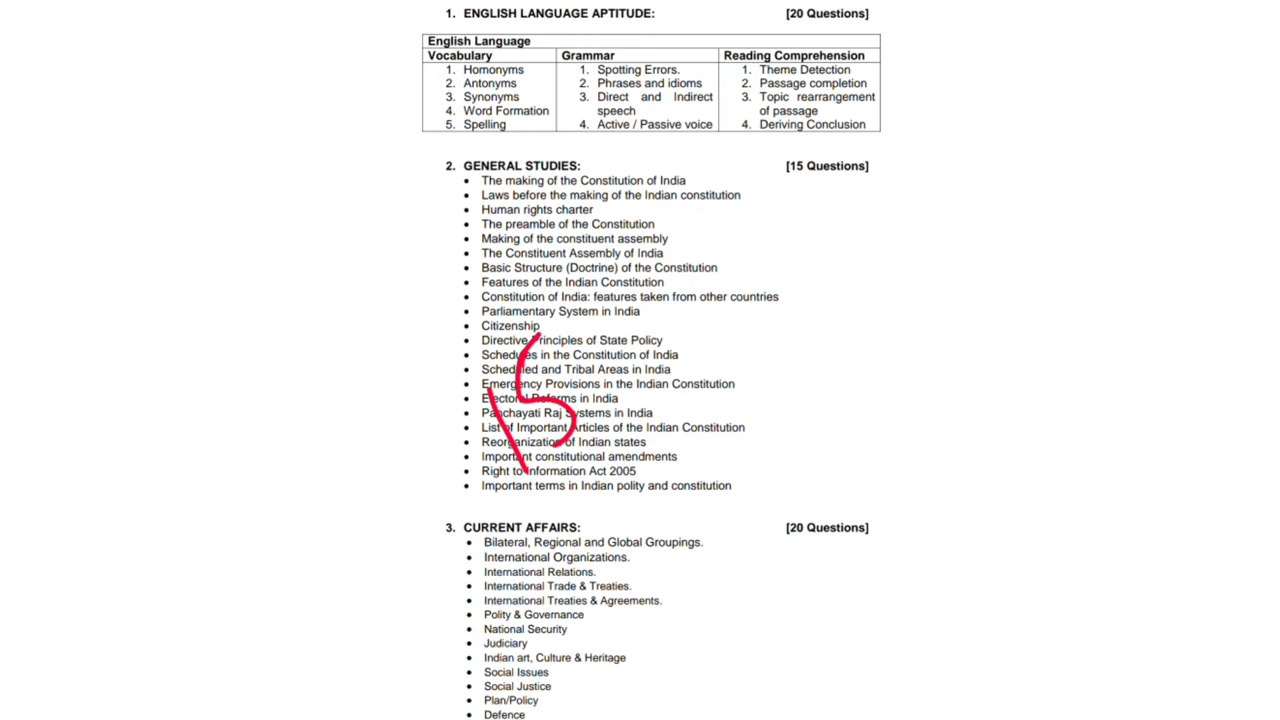 1. ENGLISH LANGUAGE APTITUDE: [20 Questions]
English Language
Vocabulary Grammar Reading Comprehension
1. Homonyms 1. Spotting Errors. 1. Theme Detection
2. Antonyms 2. Phrases and idioms 2. Passage completion
3. Synonyms 3. Direct and Indirect 3. Topic rearrangement
4. Word Formation speech of passage
5. Spelling 4. Active / Passive voice 4. Deriving Conclusion
2. GENERAL STUDIES: [15 Questions]
• The making of the Constitution of India
• Laws before the making of the Indian constitution
• Human rights charter
• The preamble of the Constitution
• Making of the constituent assembly
• The Constituent Assembly of India
• Basic Structure (Doctrine) of the Constitution
• Features of the Indian Constitution
• Constitution of India: features taken from other countries
• Parliamentary System in India
• Citizenship
• Directive Principles of State Policy
• Schedules in the Constitution of India
• Scheduled and Tribal Areas in India
• Emergency Provisions in the Indian Constitution
• Electoral Reforms in India
• Panchayati Raj Systems in India
• List of Important Articles of the Indian Constitution
• Reorganization of Indian states
• Important constitutional amendments
• Right to Information Act 2005
• Important terms in Indian polity and constitution
15
3. CURRENT AFFAIRS: [20 Questions]
• Bilateral, Regional and Global Groupings.
• International Organizations.
• International Relations.
• International Trade & Treaties.
• International Treaties & Agreements.
• Polity & Governance
• National Security
• Judiciary
• Indian art, Culture & Heritage
• Social Issues
• Social Justice
• Plan/Policy
• Defence